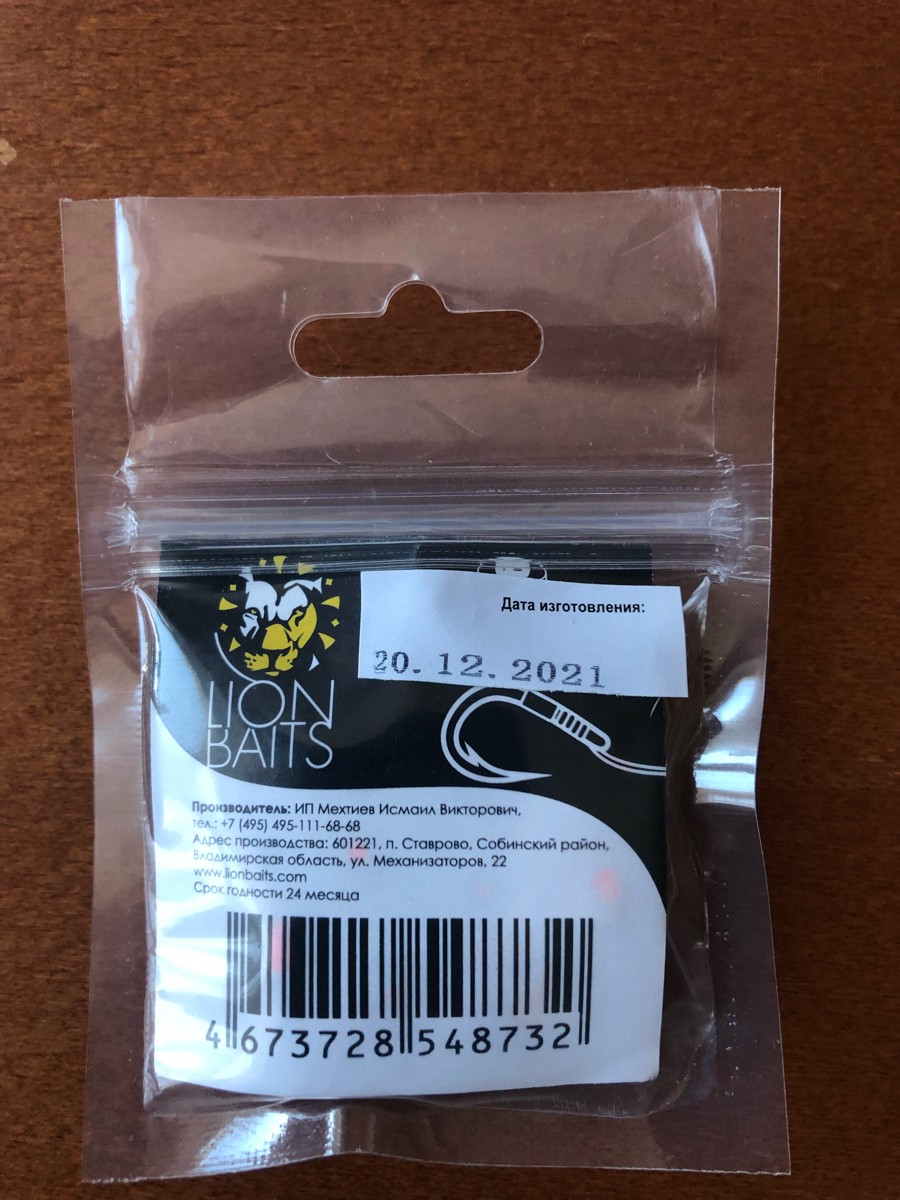 Дата изготовления:
20. 12. 2021
LION
BAITS
Производитель: ИП Мехтиев Исмаил Викторович,
тел.: +7 (495) 495-111-68-68
Адрес производства: 601221, п. Ставрово, Собинский район,
Владимирская область, ул. Механизаторов, 22
www.lionbaits.com
Срок годности 24 месяца
4 673728 548732